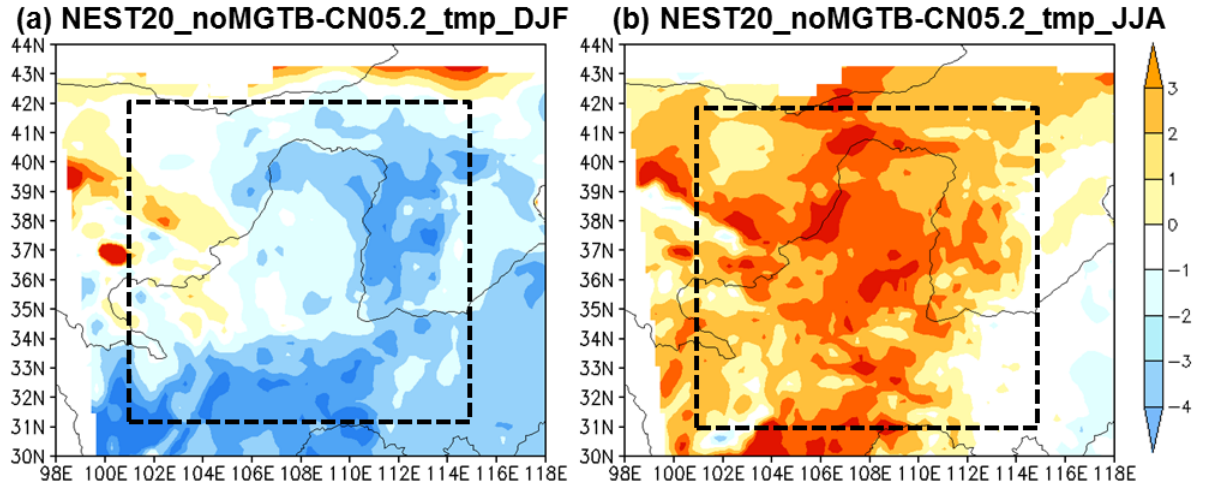 (a) NEST20_noMGTB-CN05.2_tmp_DJF
(b) NEST20_noMGTB-CN05.2_tmp_JJA
44N
43N
42N
41N
40N
39N
38N
37N
36N
35N
34N
33N
32N
31N
30N
98E 100E 102E 104E 106E 108E 110E 112E 114E 116E 118E
44N
43N
42N
41N
40N
39N
38N
37N
36N
35N
34N
33N
32N
31N
30N
98E 100E 102E 104E 106E 108E 110E 112E 114E 116E 118E
3
2
1
0
−1
−2
−3
−4